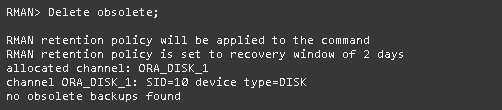 RMAN> Delete obsolete;
RMAN retention policy will be applied to the command
RMAN retention policy is set to recovery window of 2 days
allocated channel: ORA_DISK_1
channel ORA_DISK_1: SID=10 device type=DISK
no obsolete backups found